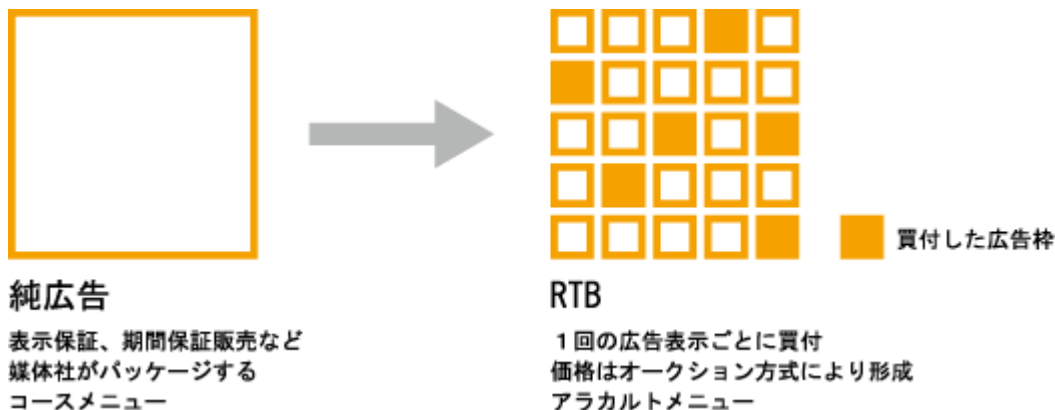 買付した広告枠
純広告
表示保証、期間保証販売など
媒体社がパッケージする
コースメニュー
RTB
1回の広告表示ごとに買付
価格はオークション方式により形成
アラカルトメニュー